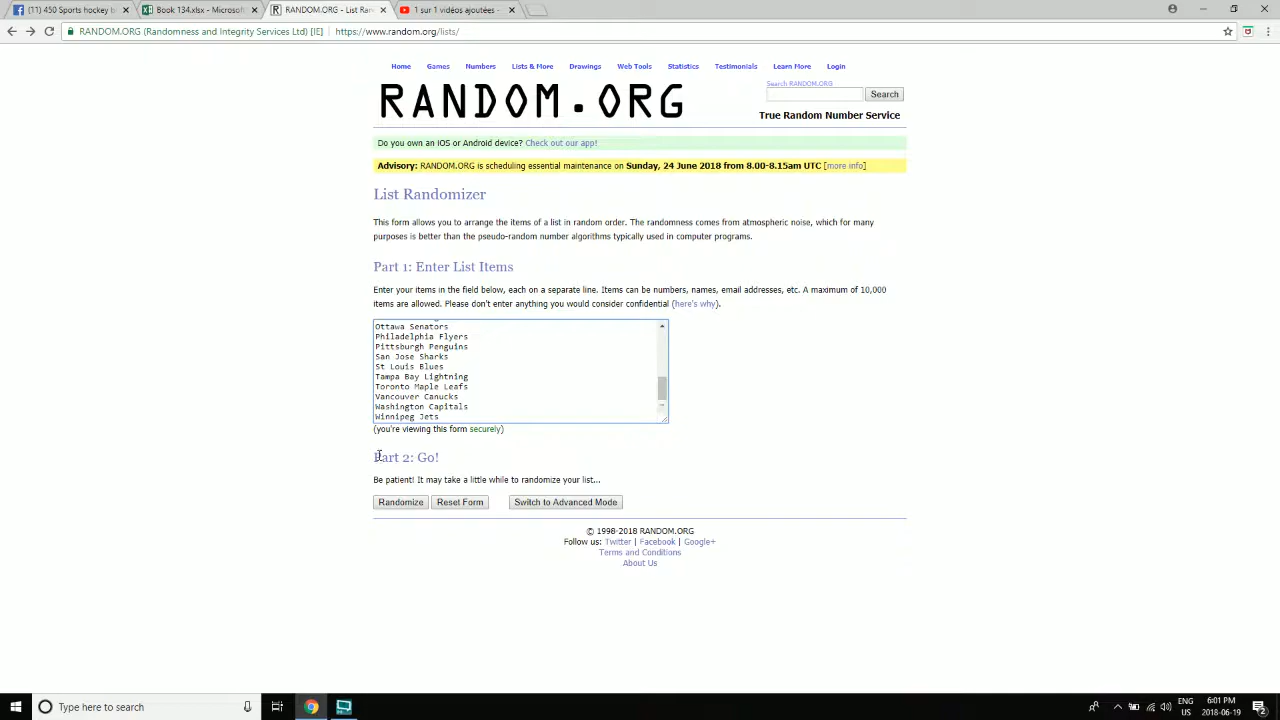 (11) 450 Sports hockey b
Book 134.xlsx - Microsoft
RANDOM.ORG - List Ran
1 sur 1 vidéos ajoutées -
RANDOM.ORG (Randomness and Integrity Services Ltd) [IE]
https://www.random.org/lists/
Home
Games
Numbers
Lists & More
Drawings
Web Tools
Statistics
Testimonials
Learn More
Login
RANDOM.ORG
Search RANDOM.ORG
Search
True Random Number Service
Do you own an iOS or Android device? Check out our app!
Advisory: RANDOM.ORG is scheduling essential maintenance on Sunday, 24 June 2018 from 8.00-8.15am UTC [more info]
List Randomizer
This form allows you to arrange the items of a list in random order. The randomness comes from atmospheric noise, which for many
purposes is better than the pseudo-random number algorithms typically used in computer programs.
Part 1: Enter List Items
Enter your items in the field below, each on a separate line. Items can be numbers, names, email addresses, etc. A maximum of 10,000
items are allowed. Please don't enter anything you would consider confidential (here's why).
Ottawa Senators
Philadelphia Flyers
Pittsburgh Penguins
San Jose Sharks
St Louis Blues
Tampa Bay Lightning
Toronto Maple Leafs
Vancouver Canucks
Washington Capitals
Winnipeg Jets
(you're viewing this form securely)
Part 2: Go!
Be patient! It may take a little while to randomize your list...
Randomize
Reset Form
Switch to Advanced Mode
© 1998-2018 RANDOM.ORG
Follow us: Twitter | Facebook | Google+
Terms and Conditions
About Us
Type here to search
ENG
US
6:01 PM
2018-06-19
2